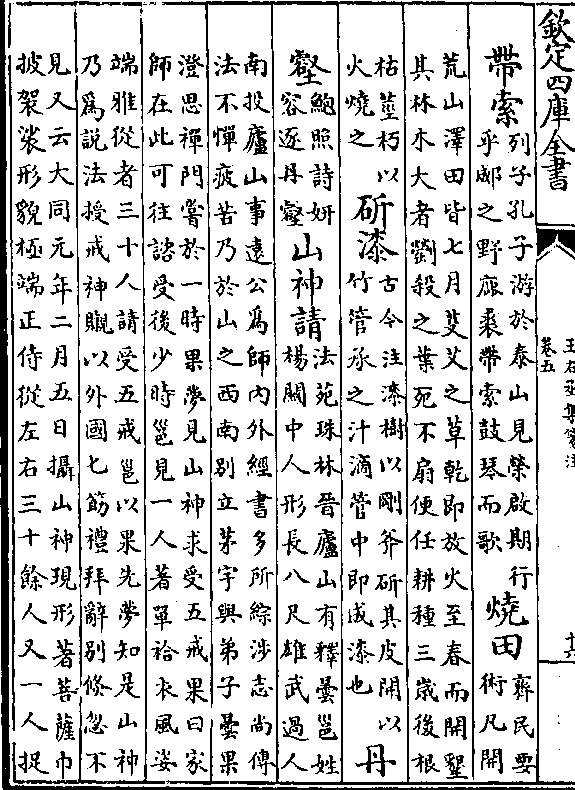 欽定四庫全書
王右丞集箋注
卷五
十六
帶索
列子孔子游於泰山見榮啟期行
乎郕之野鹿裘帶索鼓琴而歌
燒田
齊民要
術凡開
荒山澤田皆七月芟艾之草乾即放火至春而開墾
其林木大者劉殺之葉死不扇便任耕種三歲後根
枯莖朽以
火燒之
斫漆
古今注漆樹以剛斧斫其皮開以
竹管承之汁滴管中即成漆也
丹
壑
鮑照詩妍
容逐丹壑
山神請
法苑珠林晉廬山有釋曇邕姓
楊關中人形長八尺雄武過人
南投廬山事遠公爲師內外經書多所綜涉志尚傳
法不憚疲苦乃於山之西南別立茅宇與弟子曇果
澄思禪門嘗於一時果夢見山神求受五戒果曰家
師在此可往諮受後少時邕見一人著單袷衣風姿
端雅從者三十人請受五戒邕以果先夢知是山神
乃爲說法授戒神䞋以外國七筯禮拜辭別倏忽不
見又云大同元年二月五日攝山神現形著菩薩巾
披袈裟形貌極端正侍從左右三十餘人又一人捉